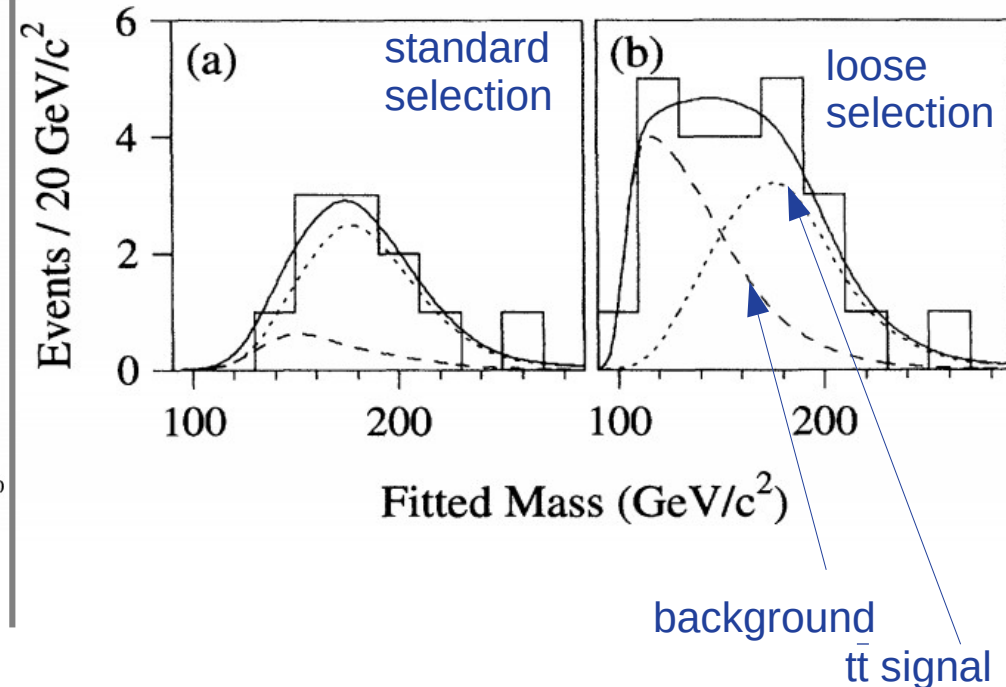 Events / 20 GeV/c²
6
4
2
0
(a)
standard
selection
(b)
loose
selection
100
200
100
200
Fitted Mass (GeV/c²)
background
tt̄ signal